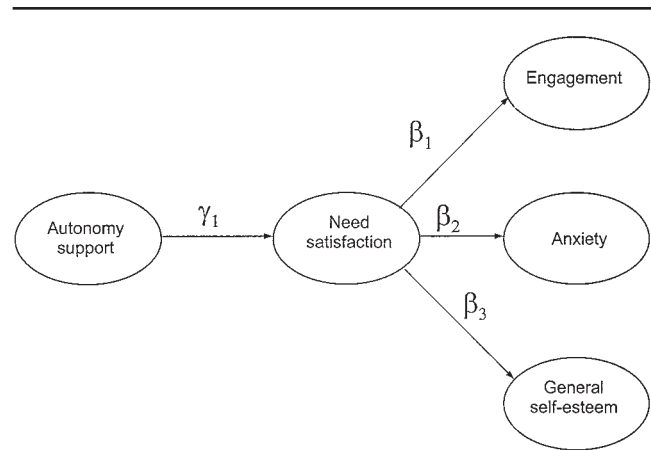 Engagement
β1
Autonomy
support
γ1
Need
satisfaction
β2
Anxiety
β3
General
self-esteem